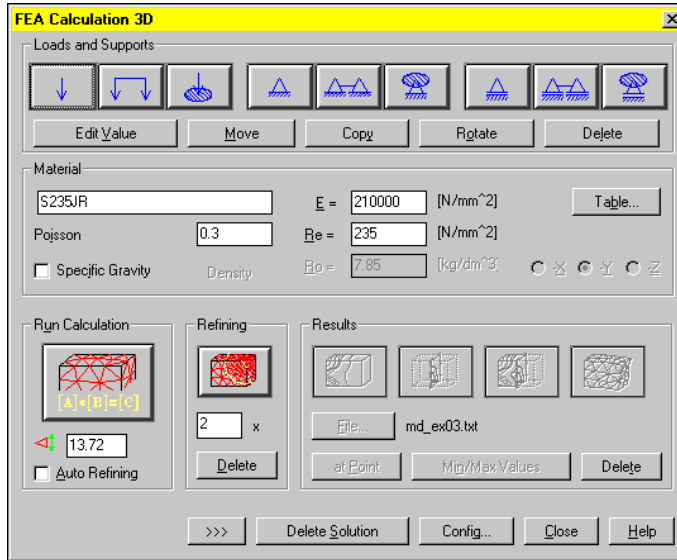 FEA Calculation 3D
Loads and Supports
Edit Value Move Copy Rotate Delete
Material
S235JR E = 210000 [N/mm^2] Table...
Poisson 0.3 Re = 235 [N/mm^2]
Specific Gravity Density Ro = 7.85 [kg/dm^3] X Y Z
Run Calculation Refining Results
[A]*[B]=[C]
2 x File... md_ex03.txt
13.72
Auto Refining Delete at Point Min/Max Values Delete
>>> Delete Solution Config... Close Help